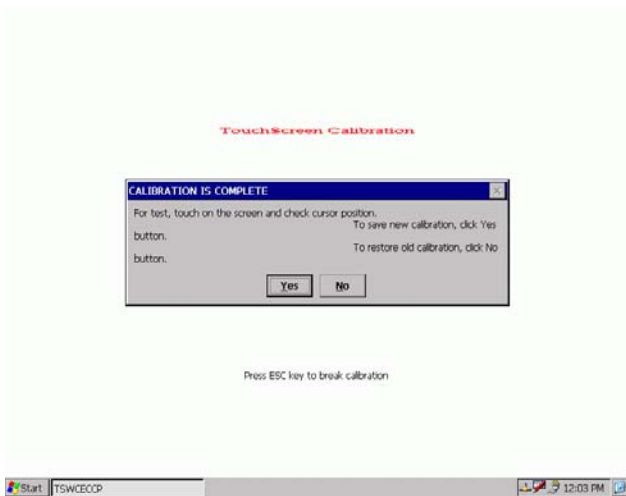 TouchScreen Calibration
CALIBRATION IS COMPLETE
For test, touch on the screen and check cursor position.
To save new calibration, click Yes
button.
To restore old calibration, click No
button.
Yes No
Press ESC key to break calibration
Start TSWCECCP 12:03 PM